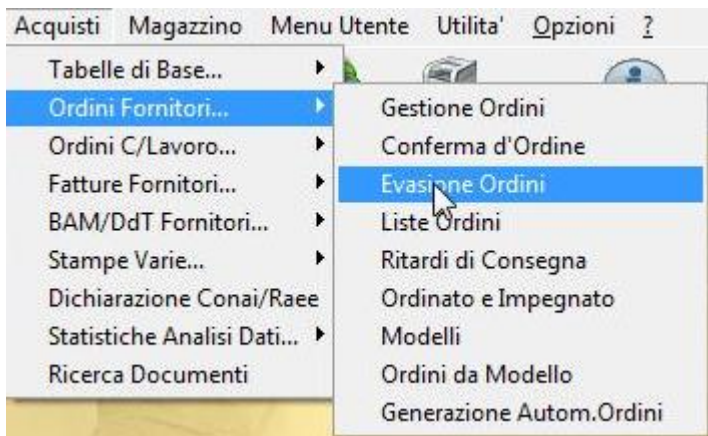 Acquisti Magazzino Menu Utente Utilita' Opzioni ?
Tabelle di Base...
Ordini Fornitori...
Ordini C/Lavoro...
Fatture Fornitori...
BAM/DdT Fornitori...
Stampe Varie...
Dichiarazione Conai/Raee
Statistiche Analisi Dati...
Ricerca Documenti
Gestione Ordini
Conferma d'Ordine
Evasione Ordini
Liste Ordini
Ritardi di Consegna
Ordinato e Impegnato
Modelli
Ordini da Modello
Generazione Autom.Ordini